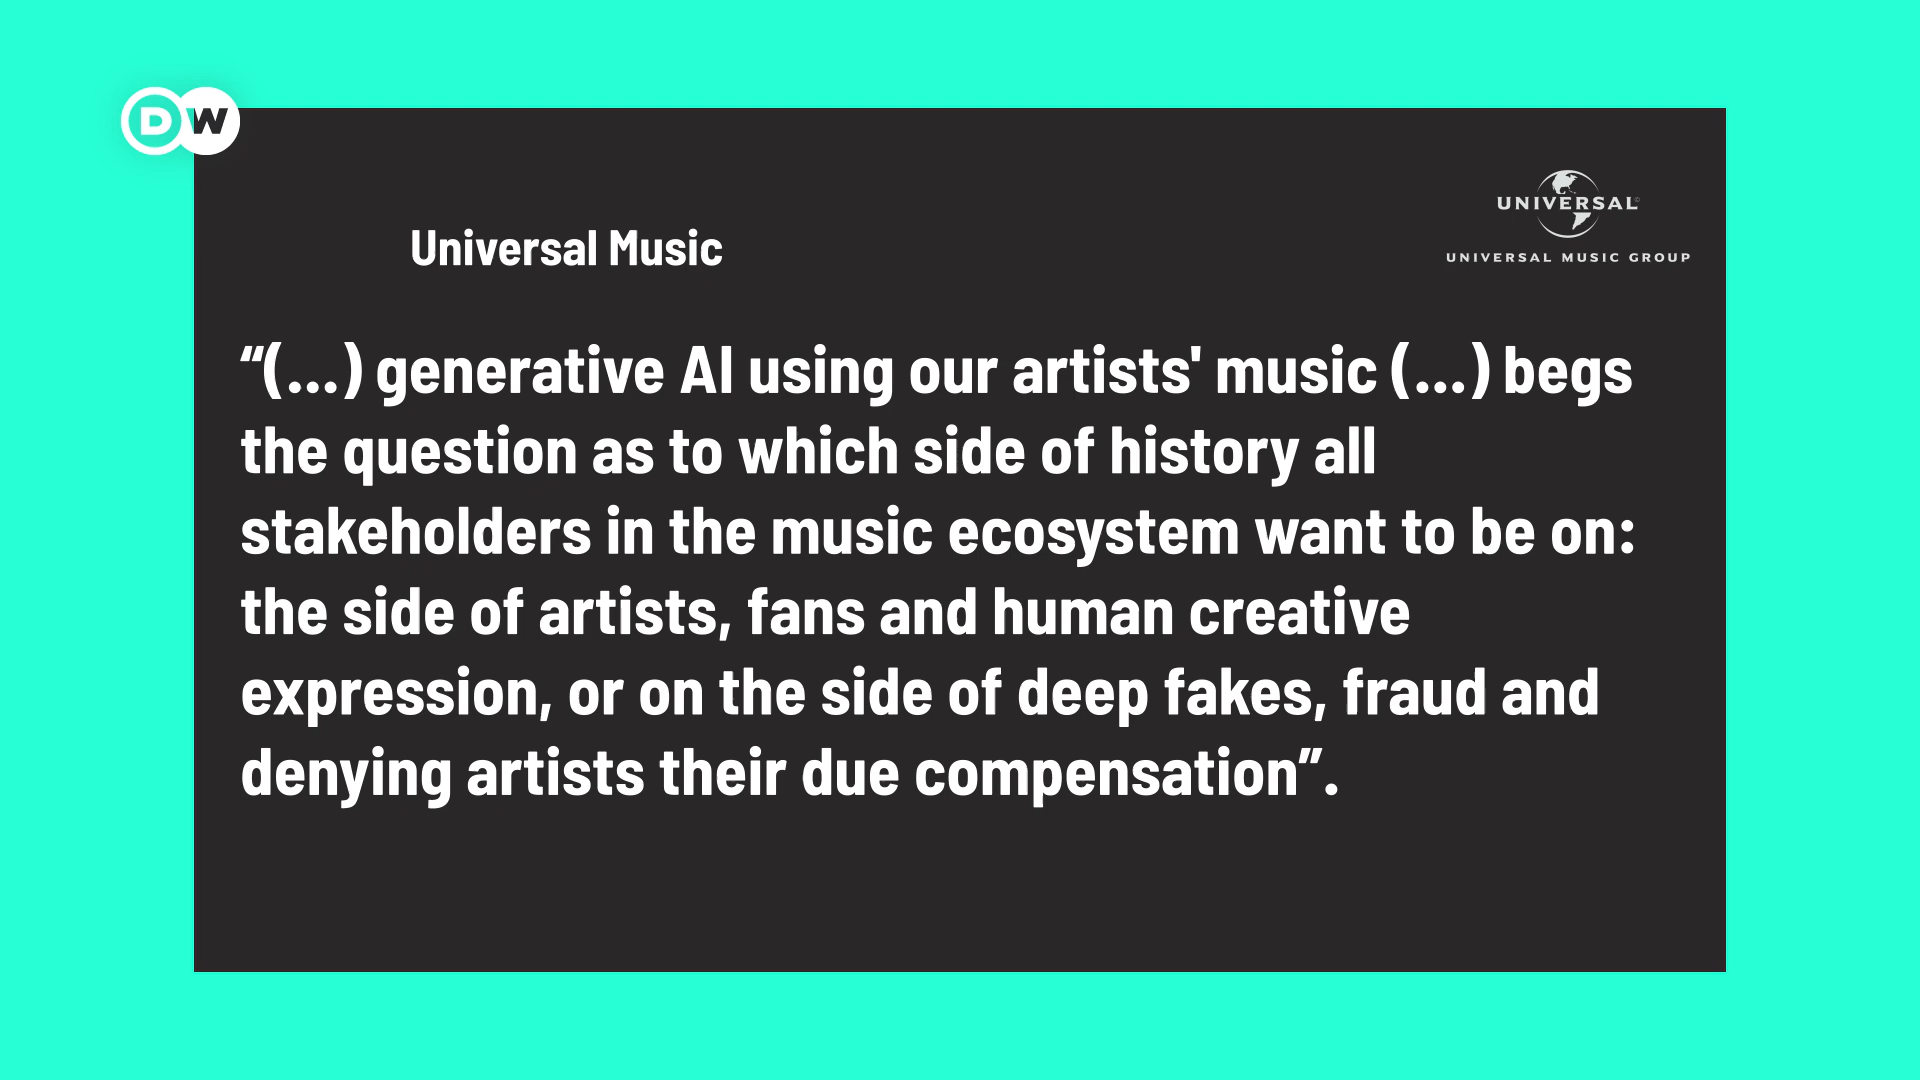 DW
UNIVERSAL
UNIVERSAL MUSIC GROUP
Universal Music
“(...) generative AI using our artists' music (...) begs
the question as to which side of history all
stakeholders in the music ecosystem want to be on:
the side of artists, fans and human creative
expression, or on the side of deep fakes, fraud and
denying artists their due compensation”.